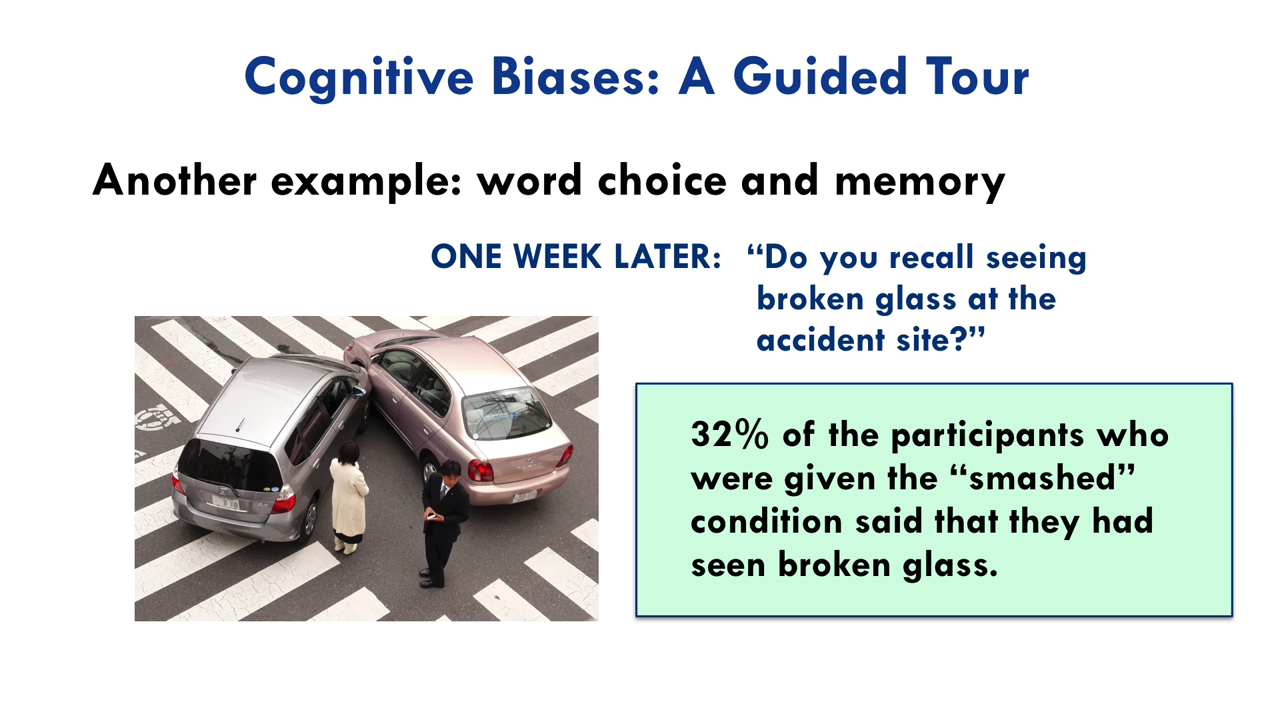 Cognitive Biases: A Guided Tour
Another example: word choice and memory
ONE WEEK LATER: “Do you recall seeing
broken glass at the
accident site?”
32% of the participants who
were given the “smashed”
condition said that they had
seen broken glass.